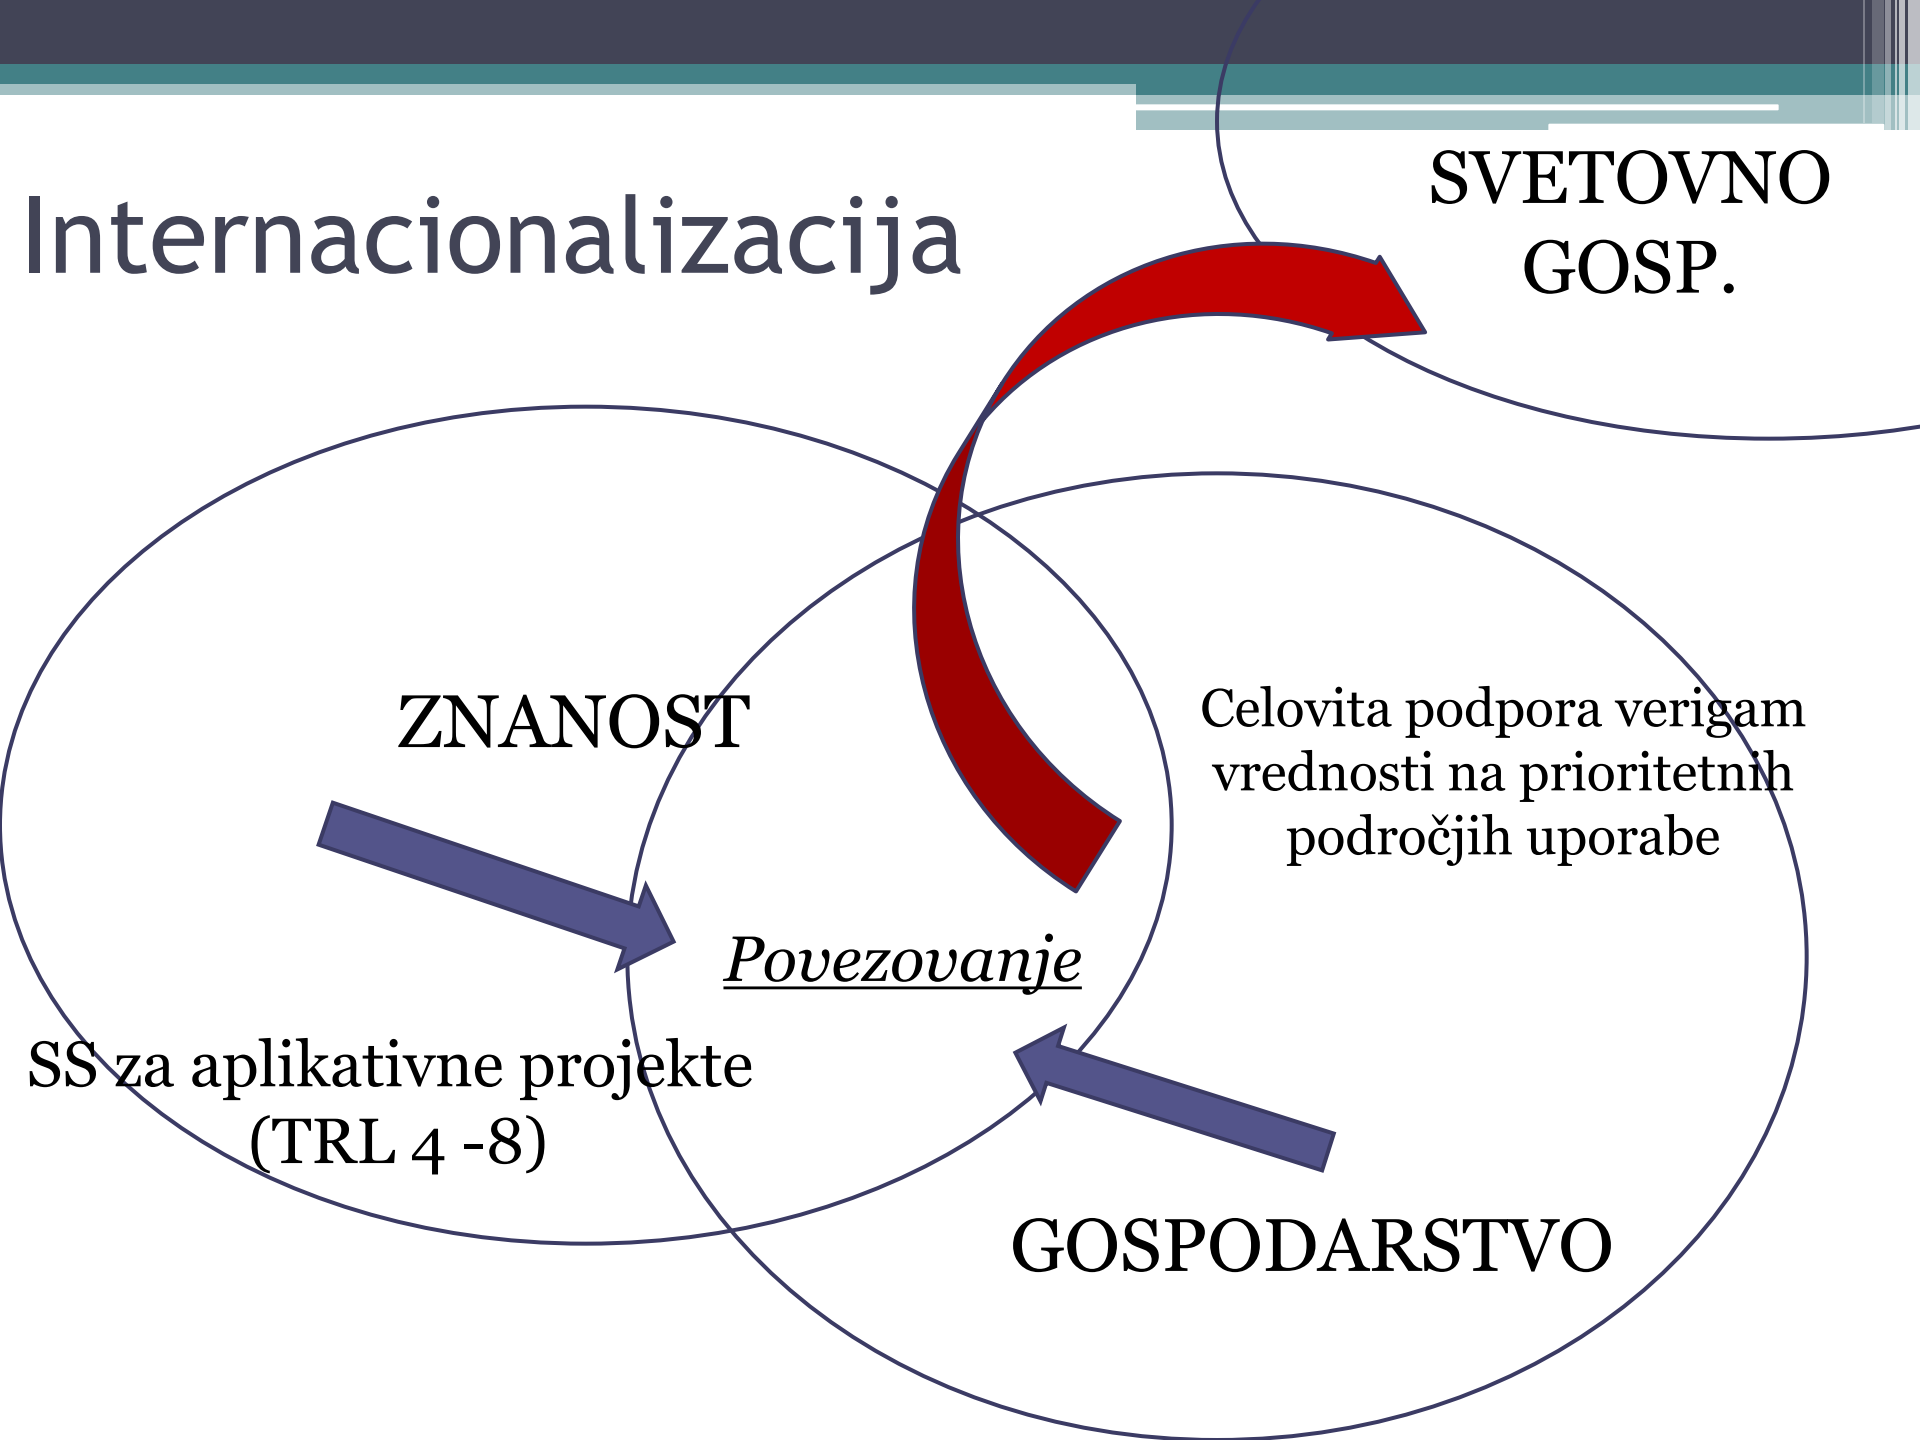 Internacionalizacija
SVETOVNO
GOSP.
ZNANOST
Celovita podpora verigam
vrednosti na prioritetnih
področjih uporabe
Povezovanje
SS za aplikativne projekte
(TRL 4 -8)
GOSPODARSTVO